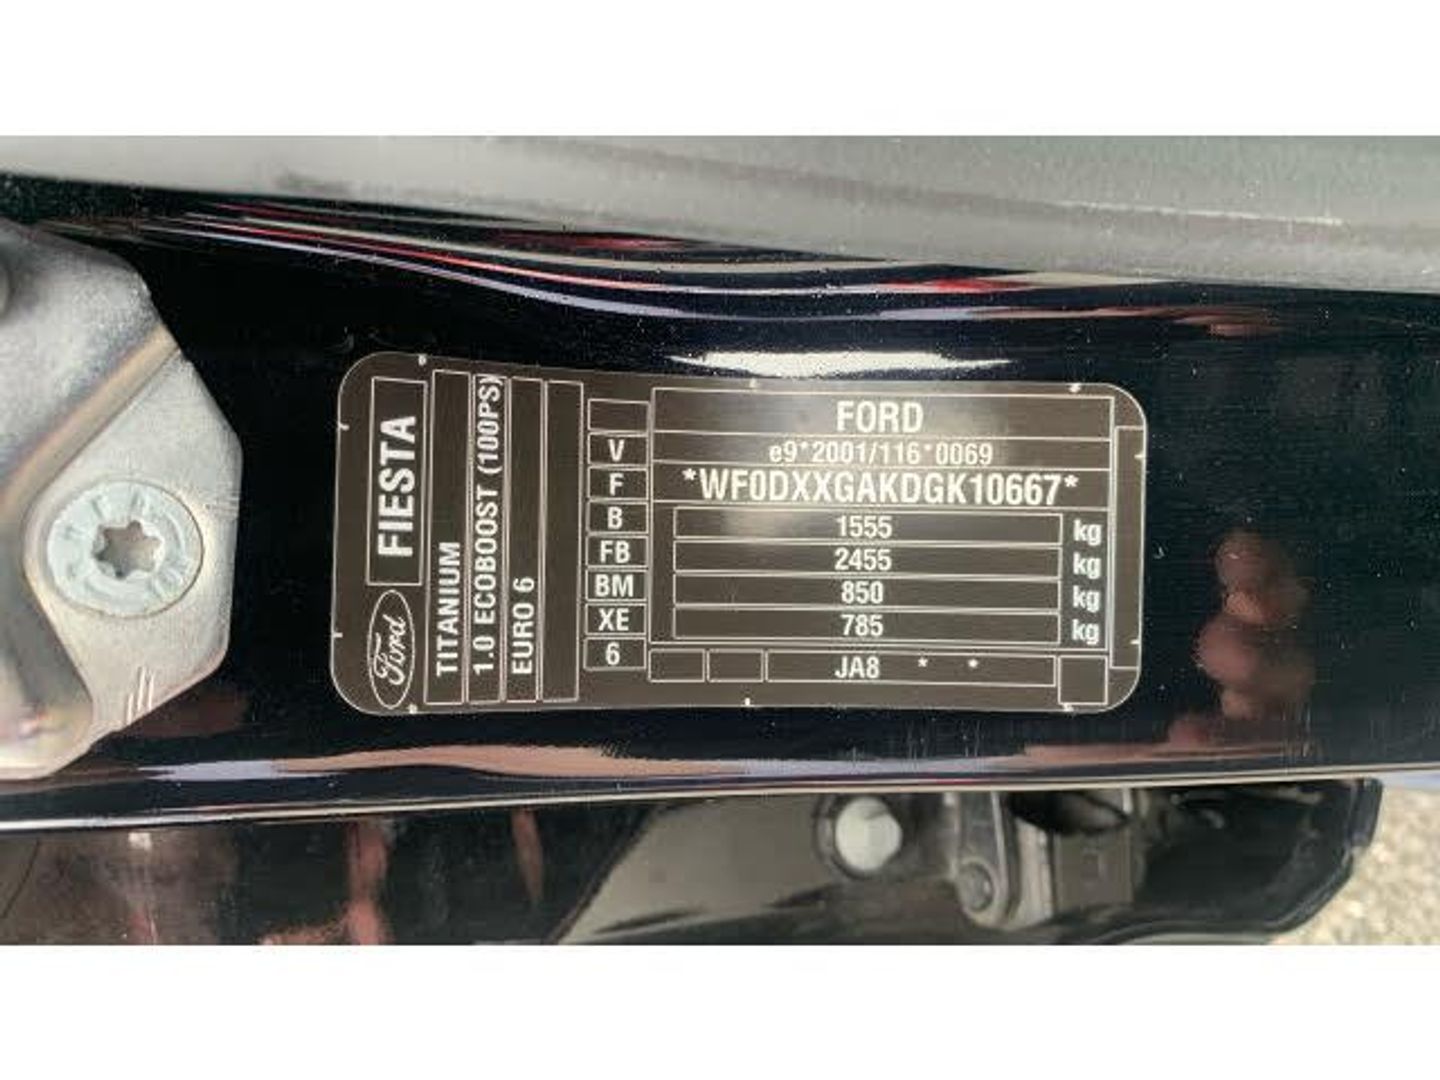 Ford
FIESTA
TITANIUM
1.0 ECOBOOST (100PS)
EURO 6
FORD
V e9*2001/116*0069
F *WF0DXXGAKDGK10667*
B 1555 kg
FB 2455 kg
BM 850 kg
XE 785 kg
6 JA8 * *